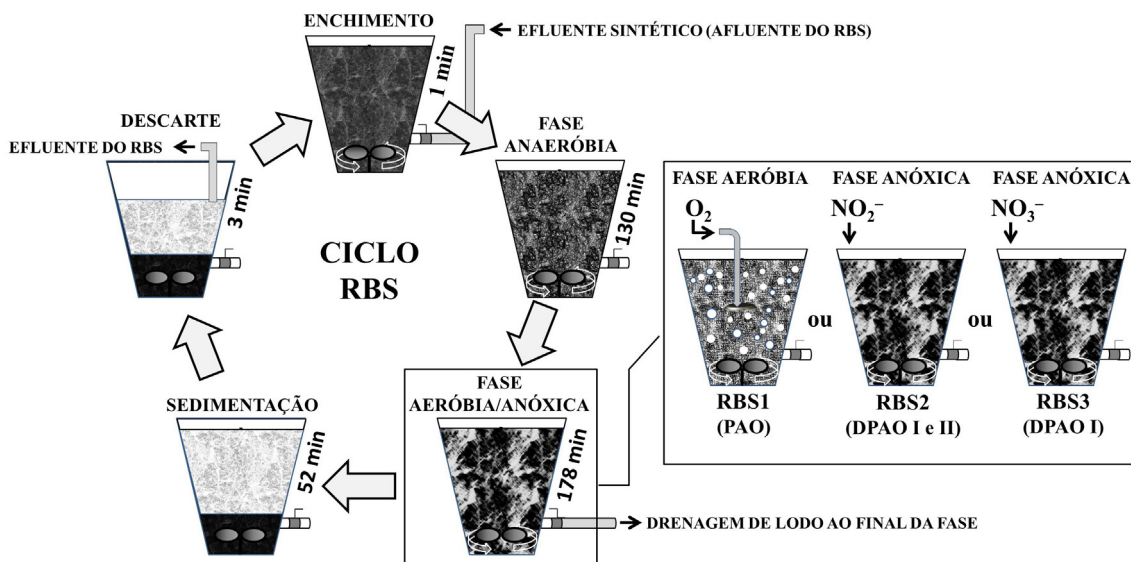 ENCHIMENTO
EFLUENTE SINTÉTICO (AFLUENTE DO RBS)
1 min
DESCARTE
EFLUENTE DO RBS
3 min
FASE
ANAERÓBIA
130 min
CICLO
RBS
FASE
AERÓBIA/ANÓXICA
178 min
DRENAGEM DE LODO AO FINAL DA FASE
SEDIMENTAÇÃO
52 min
FASE AERÓBIA
O₂
RBS1
(PAO)
ou
FASE ANÓXICA
NO₂⁻
RBS2
(DPAO I e II)
ou
FASE ANÓXICA
NO₃⁻
RBS3
(DPAO I)